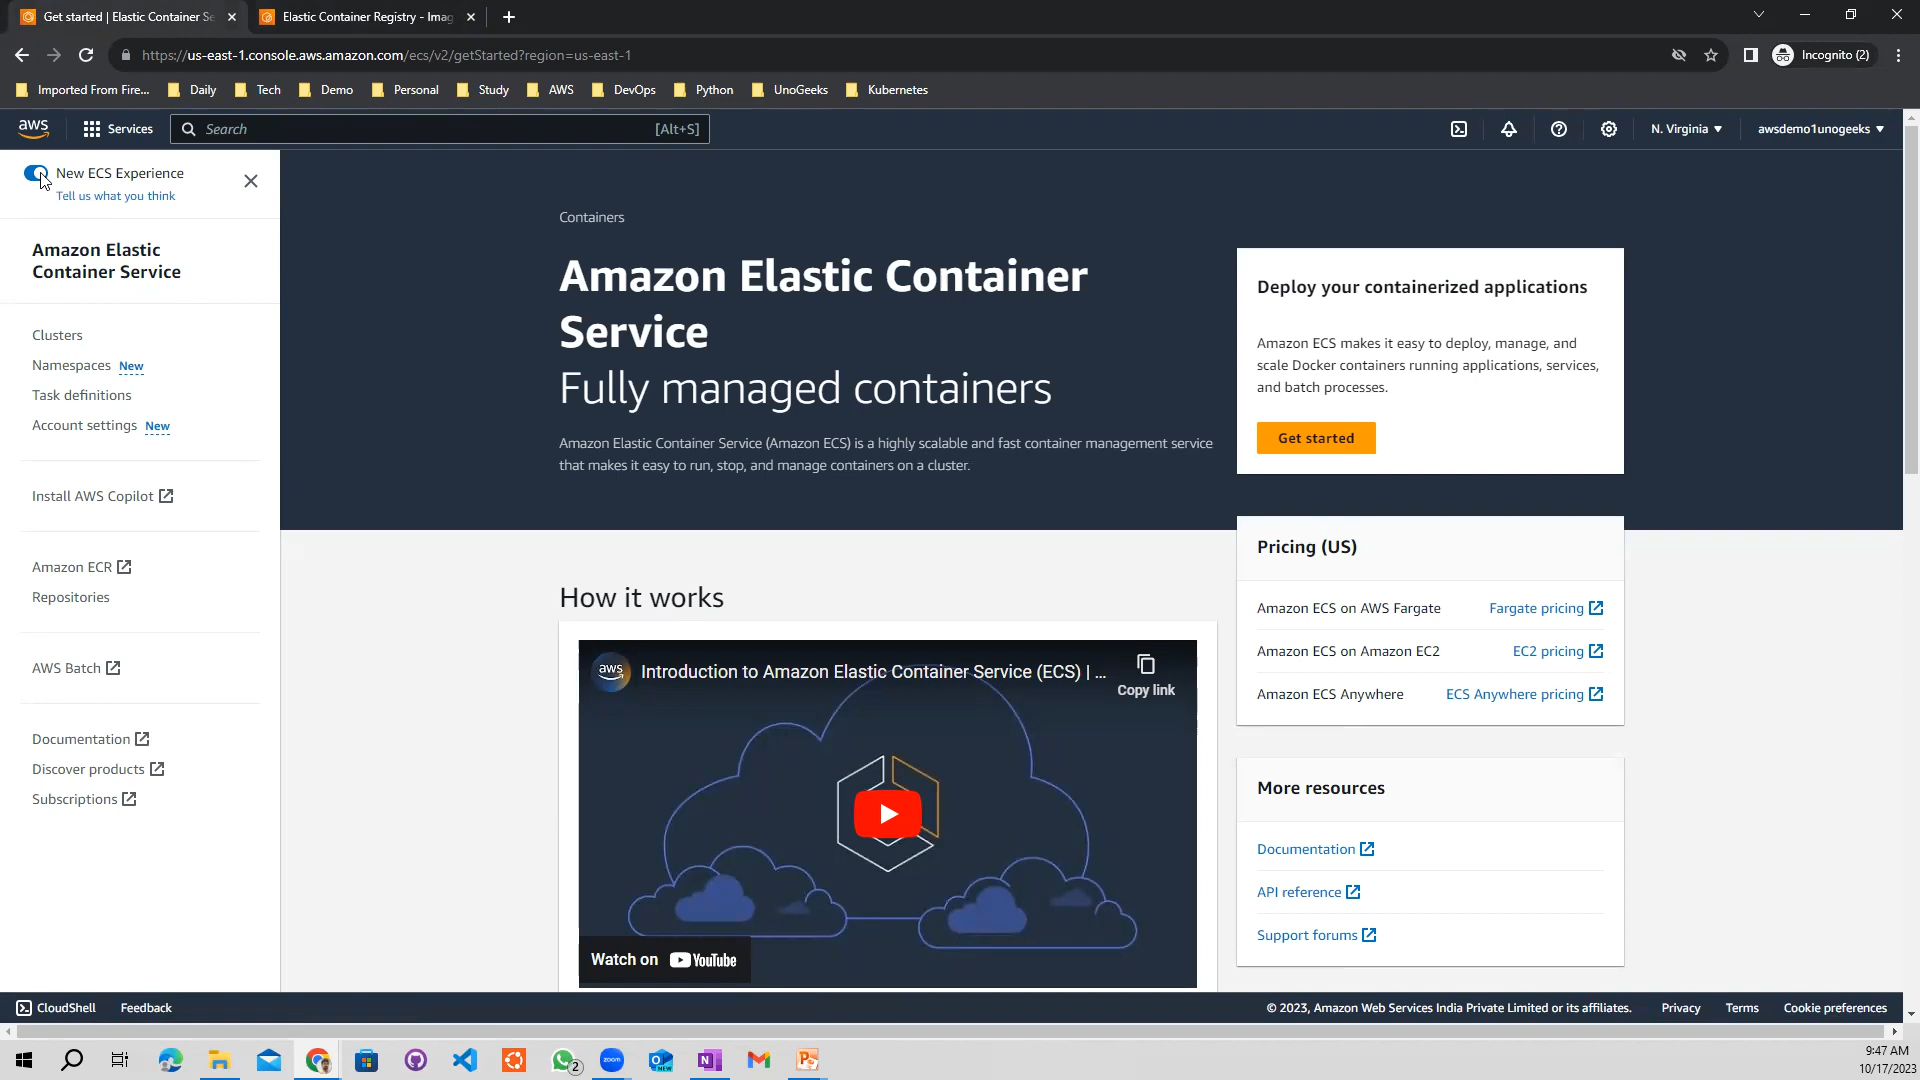 Get started | Elastic Container Se
Elastic Container Registry - Imag
https://us-east-1.console.aws.amazon.com/ecs/v2/getStarted?region=us-east-1
Incognito (2)
Imported From Fire...
Daily
Tech
Demo
Personal
Study
AWS
DevOps
Python
UnoGeeks
Kubernetes
aws
Services
Search
[Alt+S]
N. Virginia
awsdemo1unogeeks
New ECS Experience
Tell us what you think
Amazon Elastic
Container Service
Clusters
Namespaces New
Task definitions
Account settings New
Install AWS Copilot
Amazon ECR
Repositories
AWS Batch
Documentation
Discover products
Subscriptions
Containers
Amazon Elastic Container
Service
Fully managed containers
Amazon Elastic Container Service (Amazon ECS) is a highly scalable and fast container management service
that makes it easy to run, stop, and manage containers on a cluster.
Deploy your containerized applications
Amazon ECS makes it easy to deploy, manage, and
scale Docker containers running applications, services,
and batch processes.
Get started
How it works
aws
Introduction to Amazon Elastic Container Service (ECS) | ...
Copy link
Watch on YouTube
Pricing (US)
Amazon ECS on AWS Fargate
Fargate pricing
Amazon ECS on Amazon EC2
EC2 pricing
Amazon ECS Anywhere
ECS Anywhere pricing
More resources
Documentation
API reference
Support forums
CloudShell
Feedback
© 2023, Amazon Web Services India Private Limited or its affiliates.
Privacy
Terms
Cookie preferences
2
zoom
NEW
9:47 AM
10/17/2023